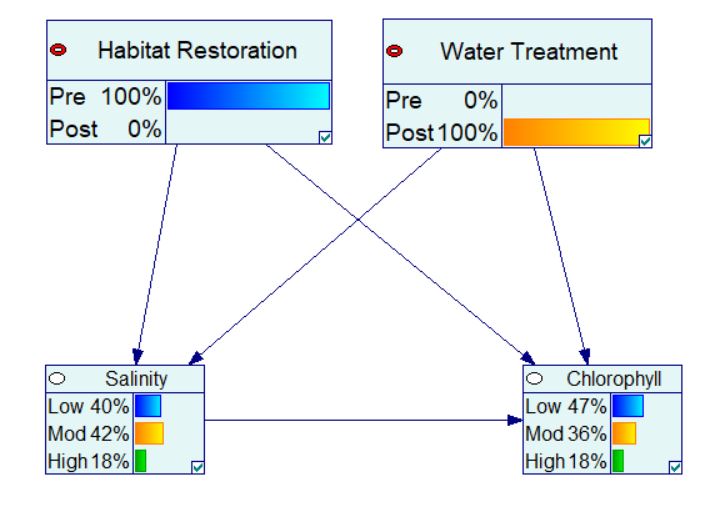 Habitat Restoration
Pre 100%
Post 0%
Water Treatment
Pre 0%
Post 100%
Salinity
Low 40%
Mod 42%
High 18%
Chlorophyll
Low 47%
Mod 36%
High 18%